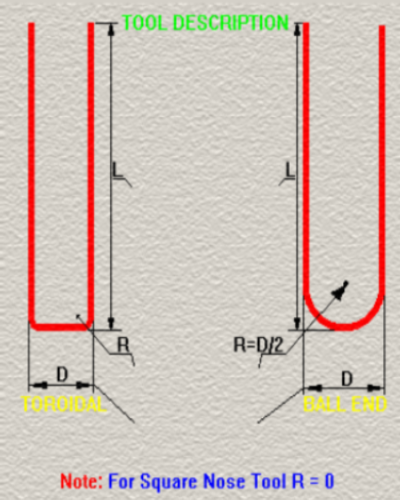 TOOL DESCRIPTION
L
L
R
R=D/2
D
D
TOROIDAL
BALL END
Note: For Square Nose Tool R = 0